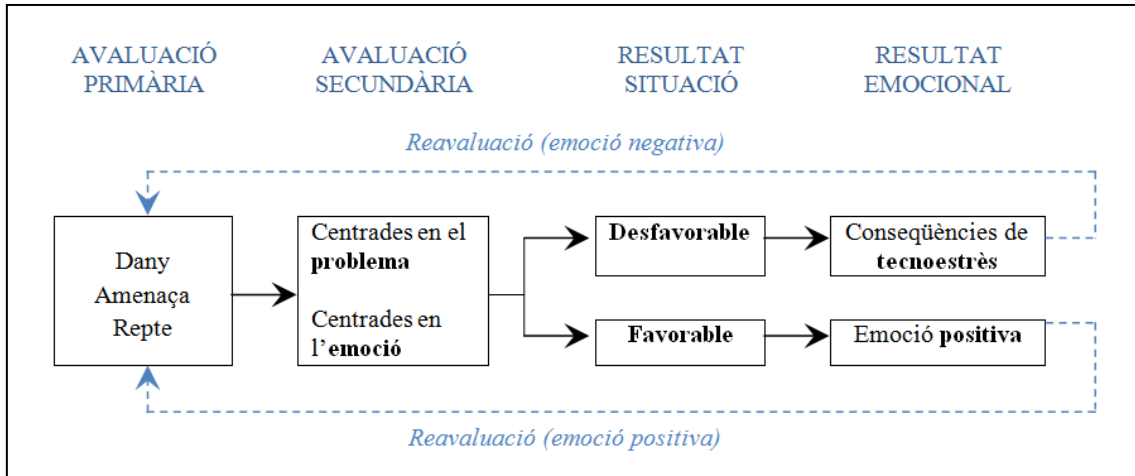 AVALUACIÓ
PRIMÀRIA
AVALUACIÓ
SECUNDÀRIA
RESULTAT
SITUACIÓ
RESULTAT
EMOCIONAL
Reavaluació (emoció negativa)
Dany
Amenaça
Repte
Centrades en el
problema
Centrades en
l’emoció
Desfavorable
Conseqüències de
tecnoestrès
Favorable
Emoció positiva
Reavaluació (emoció positiva)